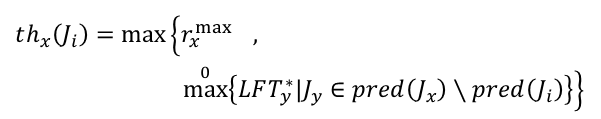 th_x(J_i) = max { r_x^max ,
max^0 { LFT_y^* | J_y ∈ pred(J_x) \ pred(J_i) } }